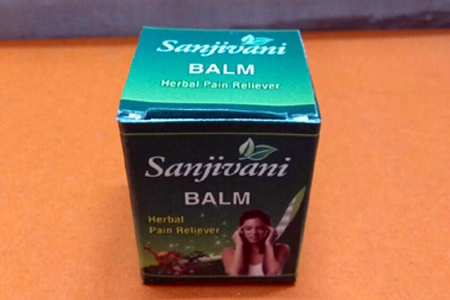 Sanjivani
BALM
Herbal Pain Reliever
Sanjivani
BALM
Herbal
Pain Reliever